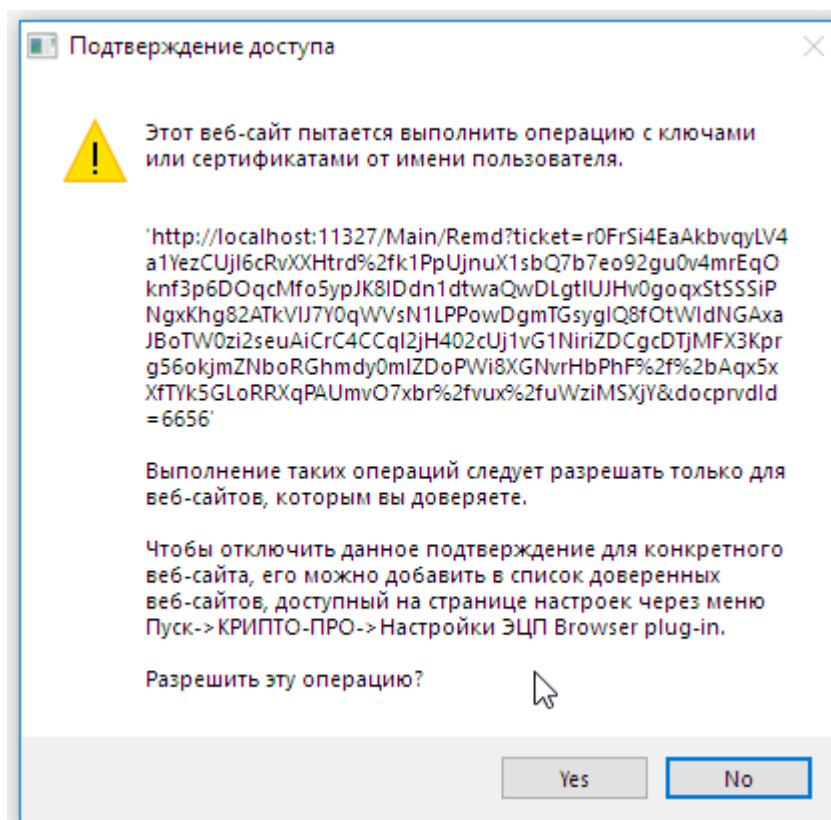 Подтверждение доступа
Этот веб-сайт пытается выполнить операцию с ключами
или сертификатами от имени пользователя.
'http://localhost:11327/Main/Remd?ticket=r0FrSi4EaAkbvqyLV4
a1YezCUjl6cRvXXHtrd%2fk1PpUjnuX1sbQ7b7eo92gu0v4mrEqO
knf3p6DOqcMfo5ypJK8IDdn1dtwaQwDLgtIUJHv0goqxStSSSiP
NgxKhg82ATkVIJ7Y0qWVsN1LPPowDgmTGsyglQ8fOtWIdNGAxa
JBoTW0zi2seuAiCrC4CCqI2jH402cUj1vG1NiriZDCgcDTjMFX3Kpr
g56okjmZNboRGhmdy0mIZDoPWi8XGNvrHbPhF%2f%2bAqx5x
XfTYk5GLoRRXqPAUmvO7xbr%2fvux%2fuWziMSXjY&docprvdId
=6656'
Выполнение таких операций следует разрешать только для
веб-сайтов, которым вы доверяете.
Чтобы отключить данное подтверждение для конкретного
веб-сайта, его можно добавить в список доверенных
веб-сайтов, доступный на странице настроек через меню
Пуск->КРИПТО-ПРО->Настройки ЭЦП Browser plug-in.
Разрешить эту операцию?
Yes
No